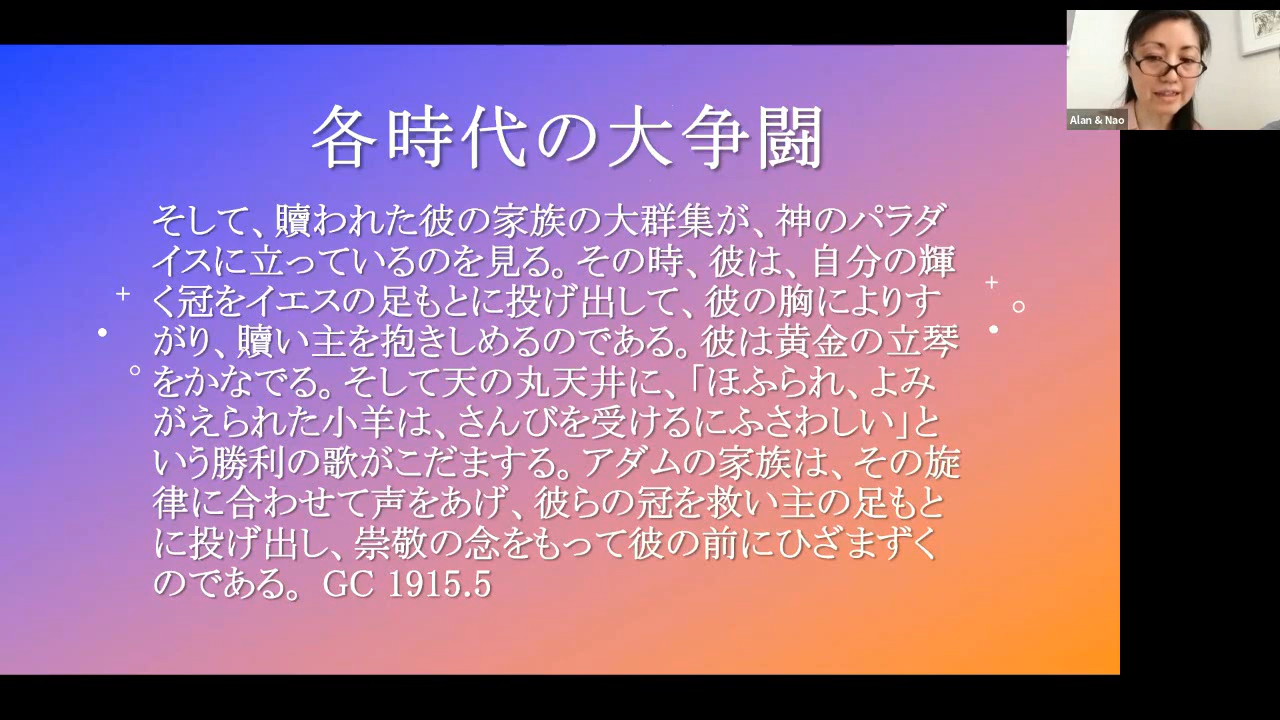 各時代の大争闘
そして、贖われた彼の家族の大群集が、神のパラダ
イスに立っているのを見る。その時、彼は、自分の輝
く冠をイエスの足もとに投げ出して、彼の胸によりす
がり、贖い主を抱きしめるのである。彼は黄金の立琴
をかなでる。そして天の丸天井に、「ほふられ、よみ
がえられた小羊は、さんびを受けるにふさわしい」と
いう勝利の歌がこだまする。アダムの家族は、その旋
律に合わせて声をあげ、彼らの冠を救い主の足もと
に投げ出し、崇敬の念をもって彼の前にひざまずく
のである。 GC 1915.5
Alan & Nao